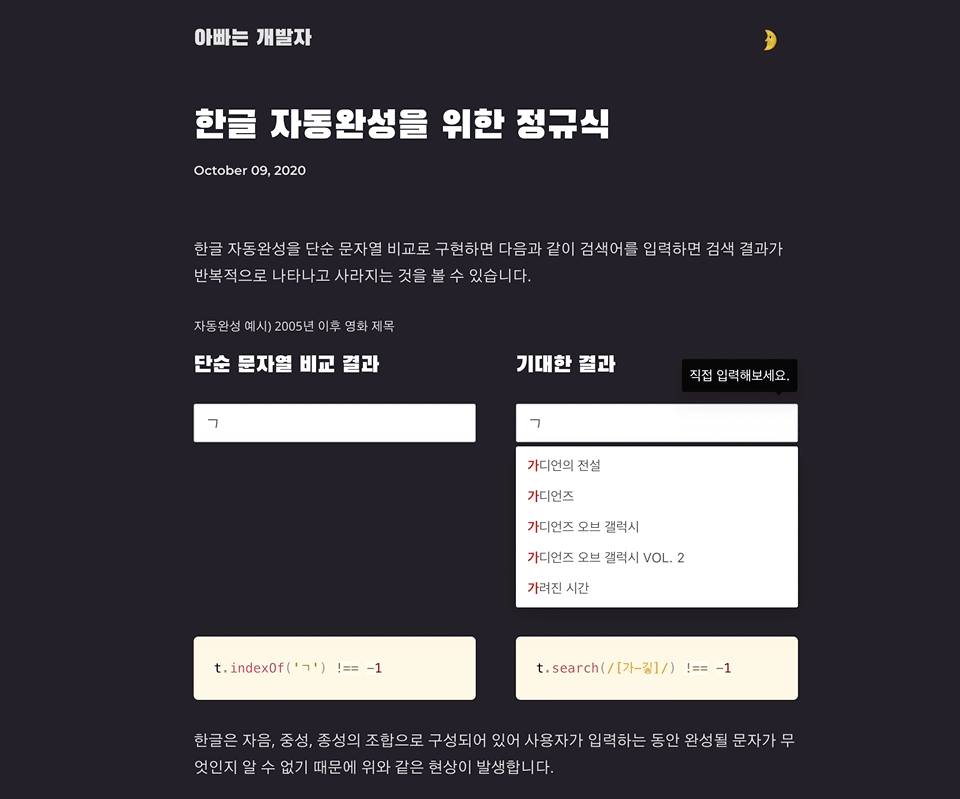 아빠는 개발자
한글 자동완성을 위한 정규식
October 09, 2020
한글 자동완성을 단순 문자열 비교로 구현하면 다음과 같이 검색어를 입력하면 검색 결과가
반복적으로 나타나고 사라지는 것을 볼 수 있습니다.
자동완성 예시) 2005년 이후 영화 제목
단순 문자열 비교 결과
기대한 결과
직접 입력해보세요.
ㄱ
ㄱ
가디언의 전설
가디언즈
가디언즈 오브 갤럭시
가디언즈 오브 갤럭시 VOL. 2
가려진 시간
t.indexOf('ㄱ') !== -1
t.search(/[가-깋]/) !== -1
한글은 자음, 중성, 종성의 조합으로 구성되어 있어 사용자가 입력하는 동안 완성될 문자가 무
엇인지 알 수 없기 때문에 위와 같은 현상이 발생합니다.